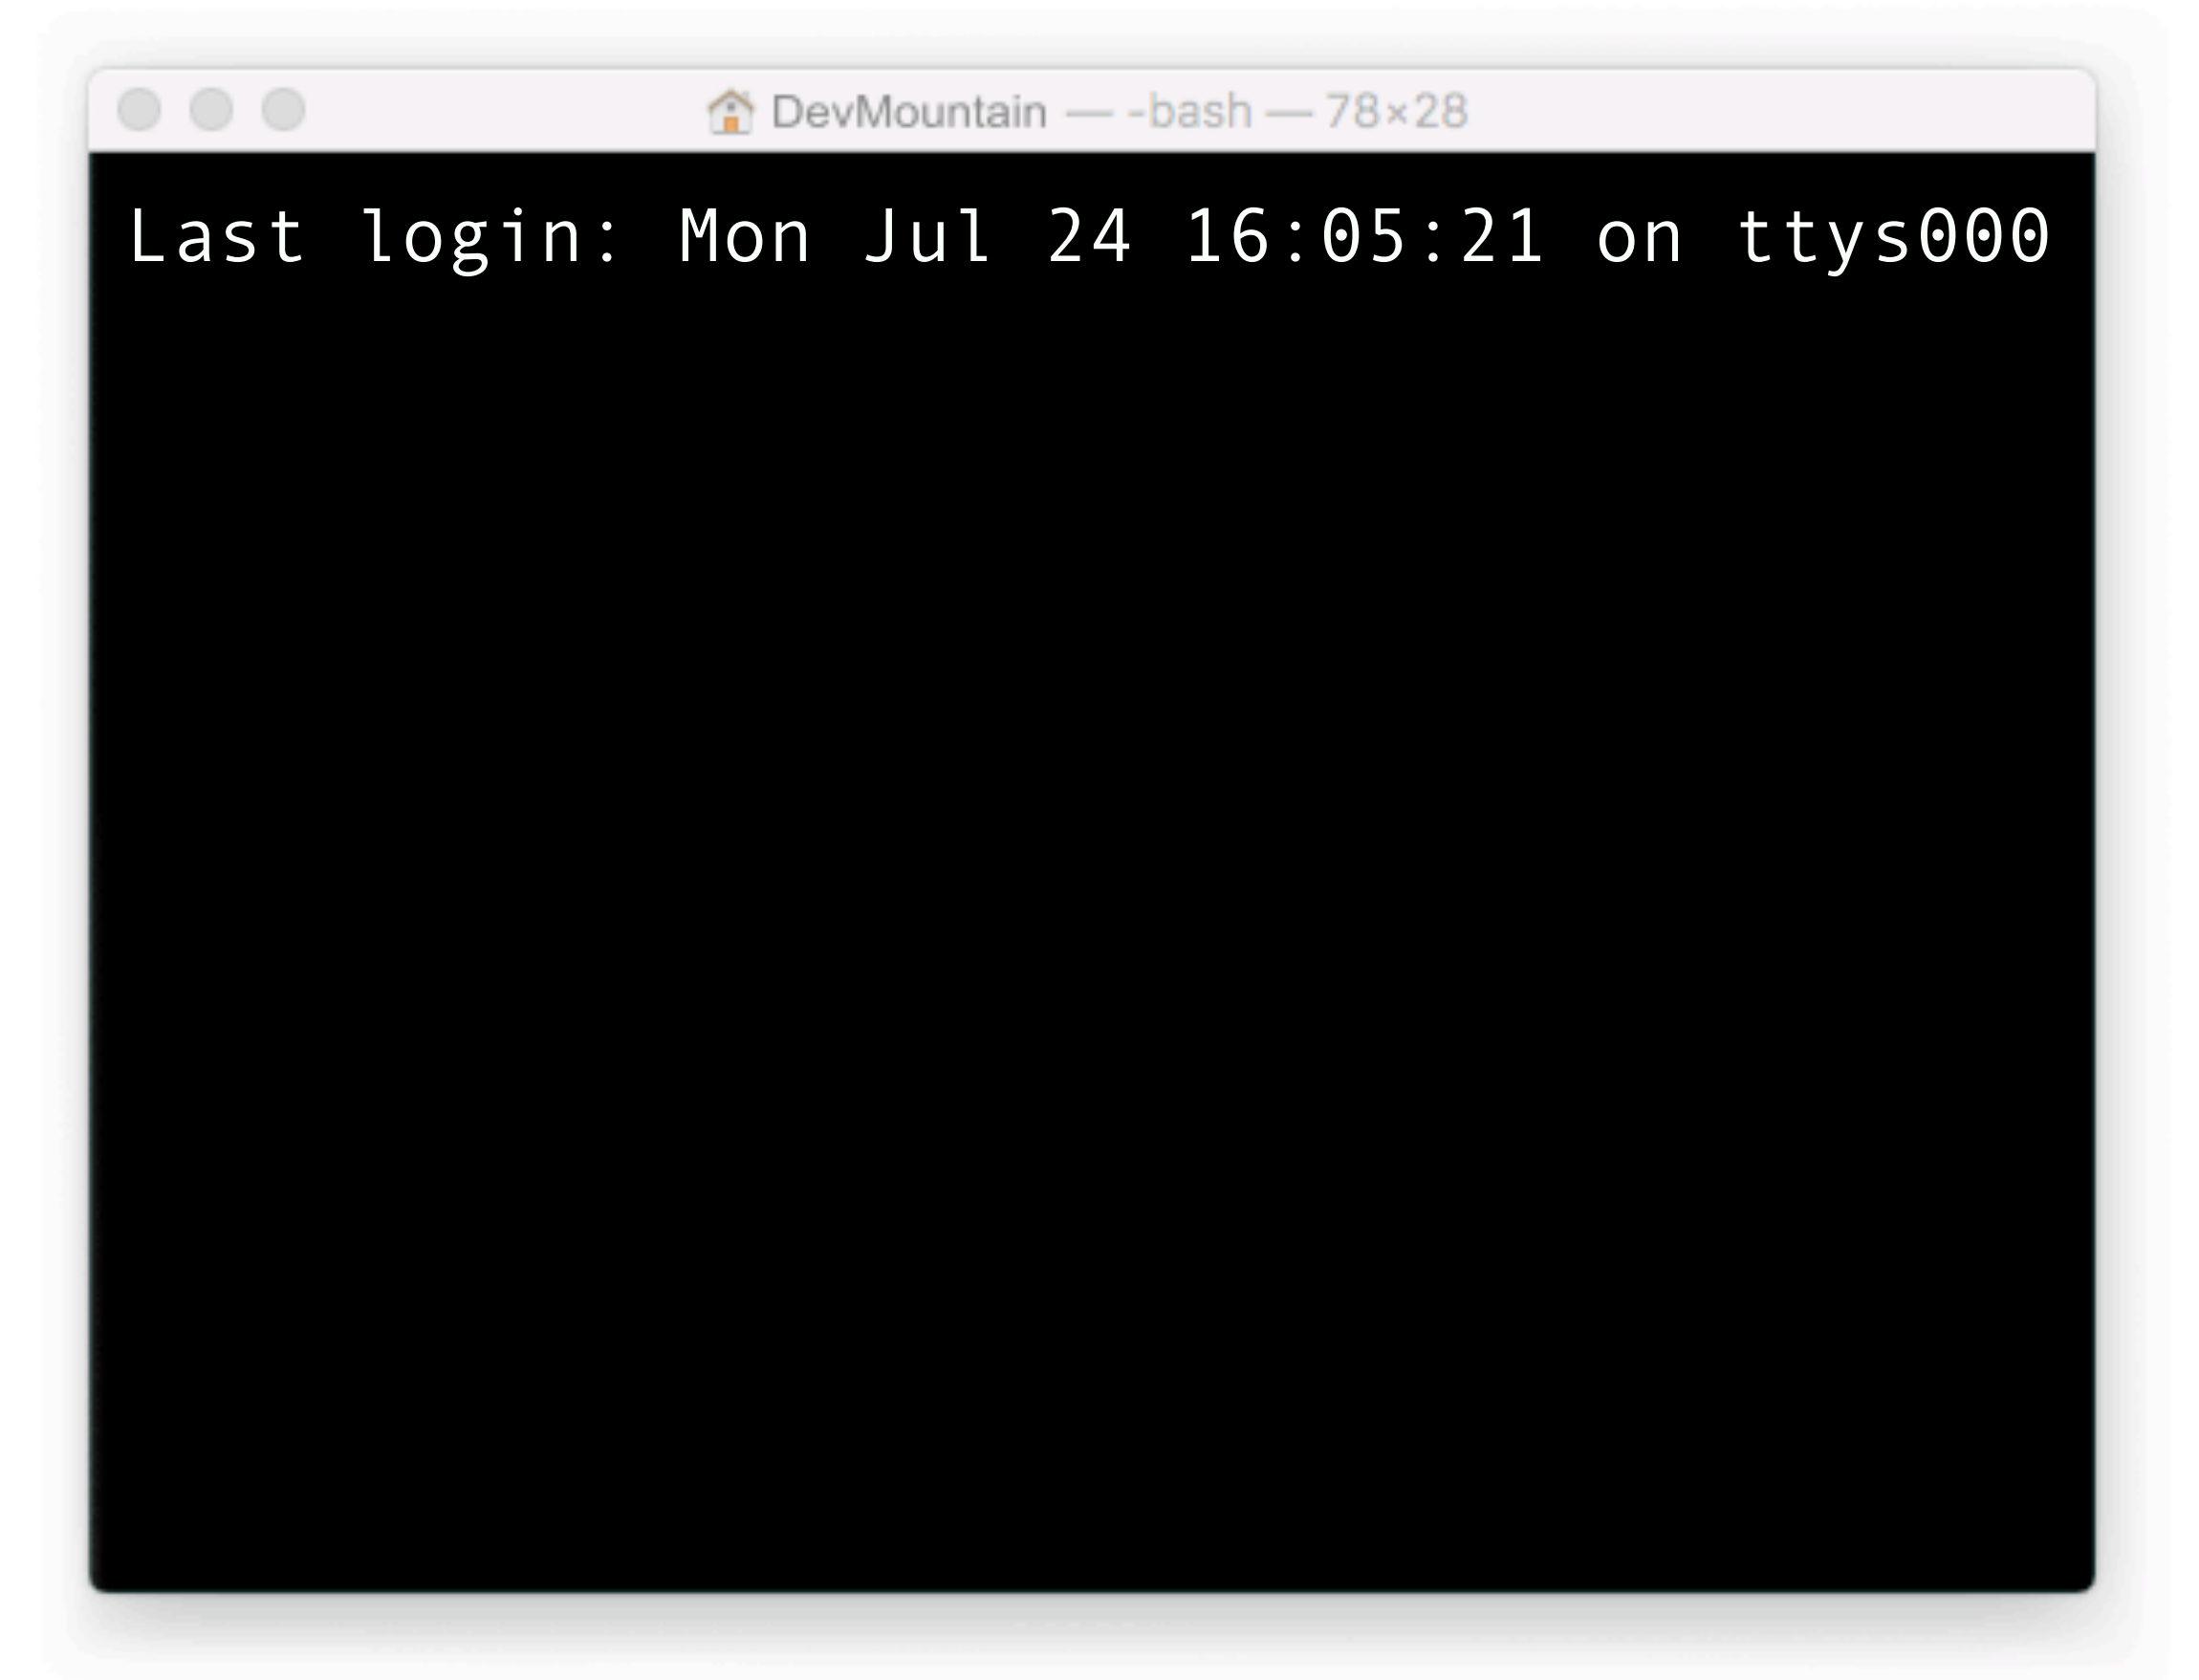 DevMountain — -bash — 78×28
Last login: Mon Jul 24 16:05:21 on ttys000